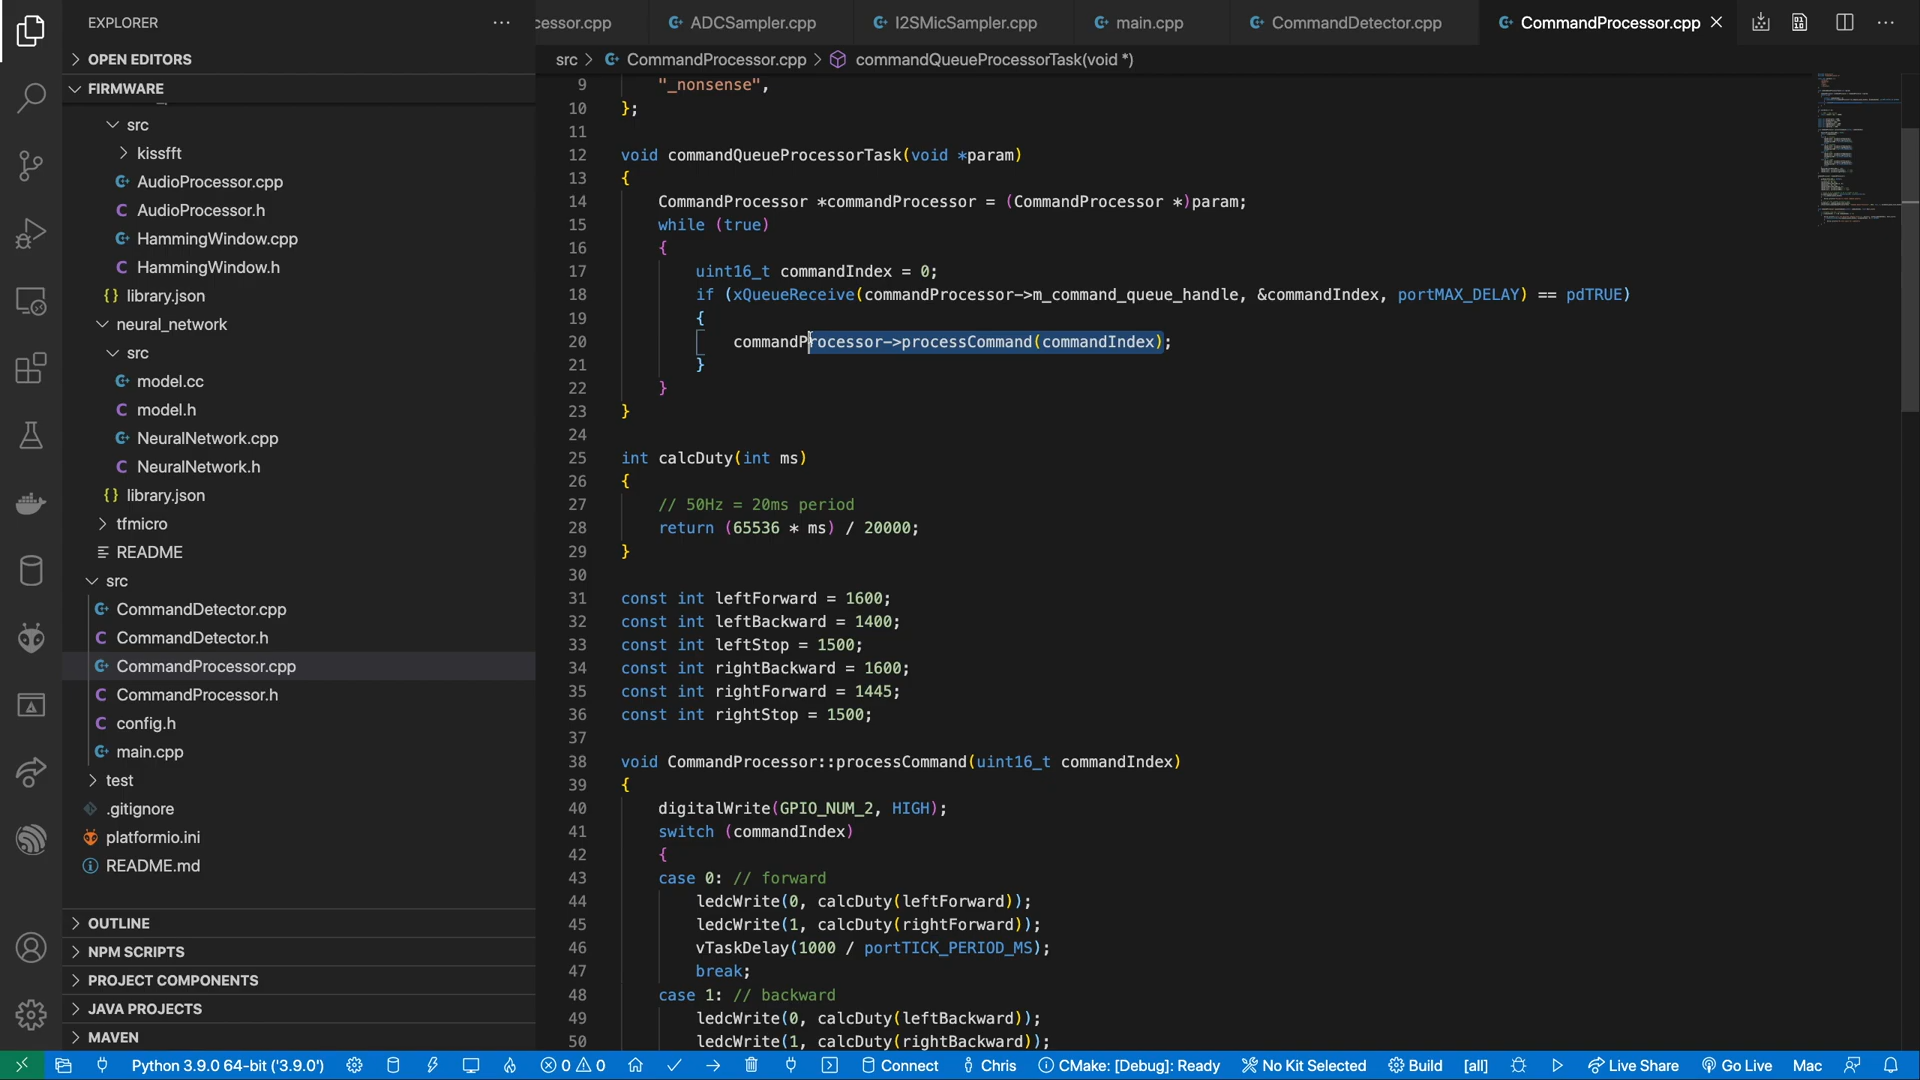 EXPLORER
OPEN EDITORS
FIRMWARE
src
kissfft
AudioProcessor.cpp
AudioProcessor.h
HammingWindow.cpp
HammingWindow.h
library.json
neural_network
src
model.cc
model.h
NeuralNetwork.cpp
NeuralNetwork.h
library.json
tfmicro
README
src
CommandDetector.cpp
CommandDetector.h
CommandProcessor.cpp
CommandProcessor.h
config.h
main.cpp
test
.gitignore
platformio.ini
README.md
OUTLINE
NPM SCRIPTS
PROJECT COMPONENTS
JAVA PROJECTS
MAVEN
cessor.cpp ADCSampler.cpp I2SMicSampler.cpp main.cpp CommandDetector.cpp CommandProcessor.cpp
src > CommandProcessor.cpp > commandQueueProcessorTask(void *)
9 "_nonsense",
10 };
11
12 void commandQueueProcessorTask(void *param)
13 {
14 CommandProcessor *commandProcessor = (CommandProcessor *)param;
15 while (true)
16 {
17 uint16_t commandIndex = 0;
18 if (xQueueReceive(commandProcessor->m_command_queue_handle, &commandIndex, portMAX_DELAY) == pdTRUE)
19 {
20 commandProcessor->processCommand(commandIndex);
21 }
22 }
23 }
24
25 int calcDuty(int ms)
26 {
27 // 50Hz = 20ms period
28 return (65536 * ms) / 20000;
29 }
30
31 const int leftForward = 1600;
32 const int leftBackward = 1400;
33 const int leftStop = 1500;
34 const int rightBackward = 1600;
35 const int rightForward = 1445;
36 const int rightStop = 1500;
37
38 void CommandProcessor::processCommand(uint16_t commandIndex)
39 {
40 digitalWrite(GPIO_NUM_2, HIGH);
41 switch (commandIndex)
42 {
43 case 0: // forward
44 ledcWrite(0, calcDuty(leftForward));
45 ledcWrite(1, calcDuty(rightForward));
46 vTaskDelay(1000 / portTICK_PERIOD_MS);
47 break;
48 case 1: // backward
49 ledcWrite(0, calcDuty(leftBackward));
50 ledcWrite(1, calcDuty(rightBackward));
Python 3.9.0 64-bit ('3.9.0') 0 0 Connect Chris CMake: [Debug]: Ready No Kit Selected Build [all] Live Share Go Live Mac